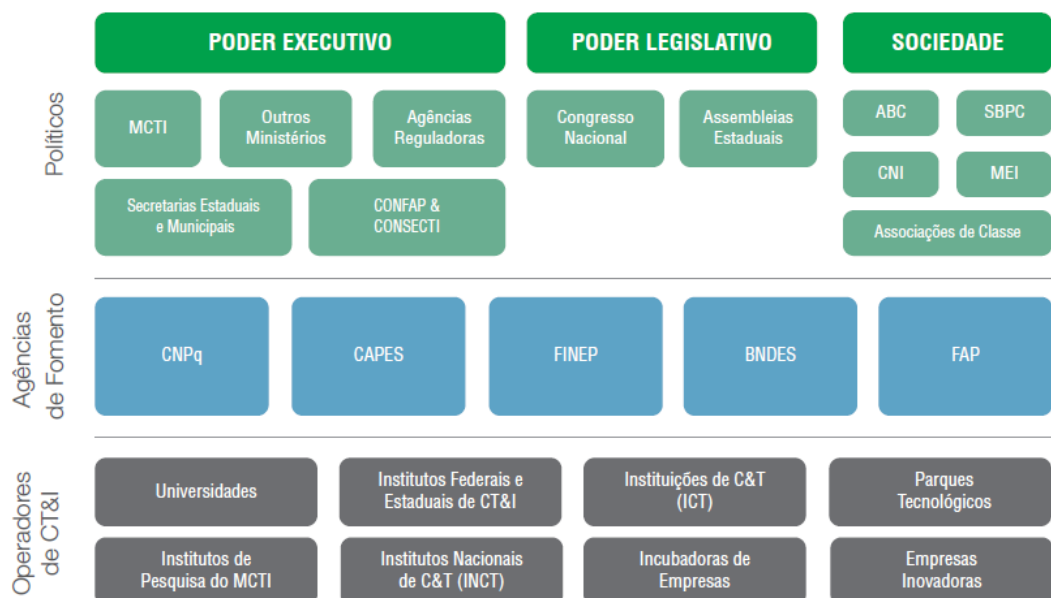 PODER EXECUTIVO
PODER LEGISLATIVO
SOCIEDADE
Políticos
MCTI
Outros
Ministérios
Agências
Reguladoras
Congresso
Nacional
Assembleias
Estaduais
ABC
SBPC
CNI
MEI
Secretarias Estaduais
e Municipais
CONFAP &
CONSECTI
Associações de Classe
Agências
de Fomento
CNPq
CAPES
FINEP
BNDES
FAP
Operadores
de CT&I
Universidades
Institutos Federais e
Estaduais de CT&I
Instituições de C&T
(ICT)
Parques
Tecnológicos
Institutos de
Pesquisa do MCTI
Institutos Nacionais
de C&T (INCT)
Incubadoras de
Empresas
Empresas
Inovadoras